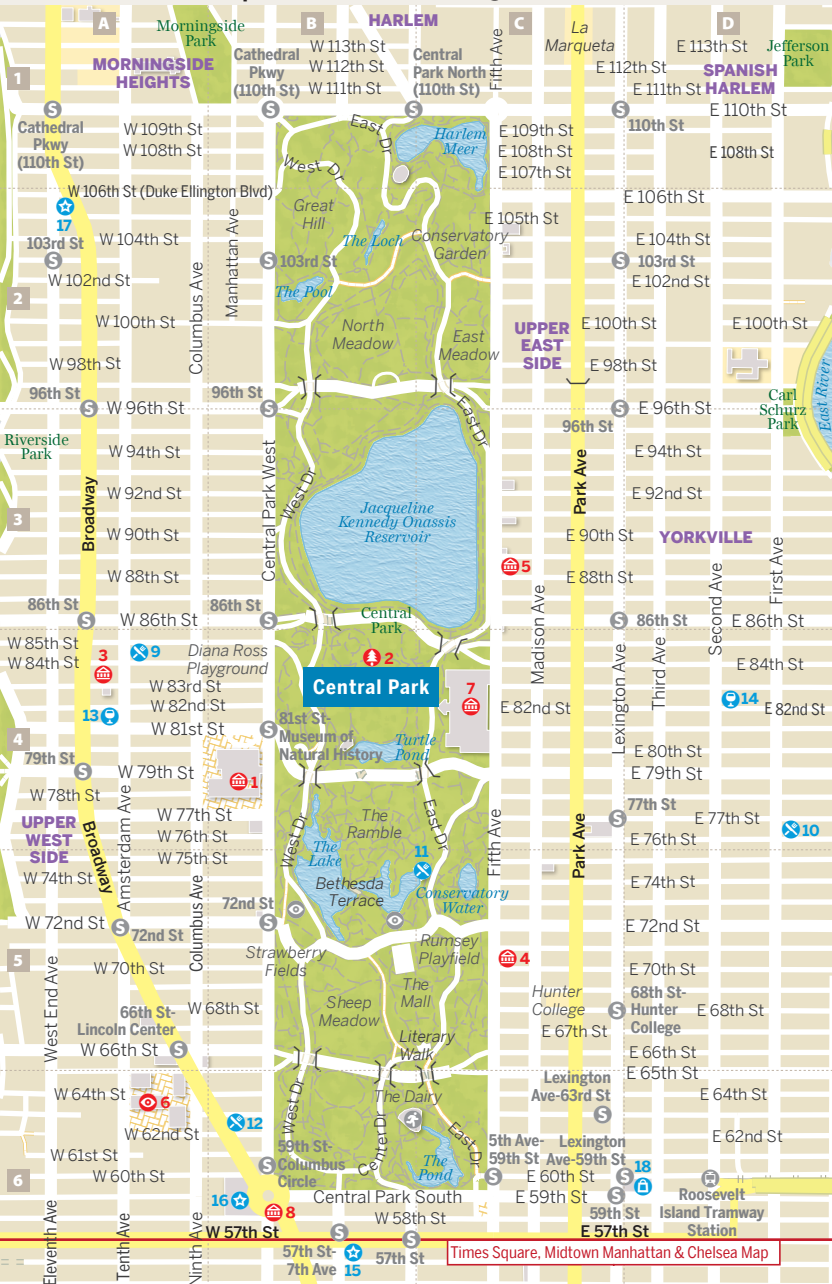 HARLEM
A
B
C
D
Morningside
Park
La
Marqueta
Fifth Ave
W 113th St
W 112th St
W 111th St
E 113th St
E 112th St
E 111th St
E 110th St
Jefferson
Park
MORNINGSIDE
HEIGHTS
Cathedral
Pkwy
(110th St)
Central
Park North
(110th St)
SPANISH
HARLEM
1
S
S
S
S
Cathedral
Pkwy
(110th St)
W 109th St
W 108th St
East Dr
West Dr
Harlem
Meer
E 109th St
E 108th St
E 107th St
110th St
E 108th St
W 106th St (Duke Ellington Blvd)
E 106th St
17
Great
Hill
E 105th St
103rd St
S
W 104th St
W 102nd St
Columbus Ave
Manhattan Ave
The Loch
Conservatory
Garden
S
103rd St
E 104th St
S
103rd St
E 102nd St
2
The Pool
W 100th St
North
Meadow
East
Meadow
UPPER
EAST
SIDE
E 100th St
E 100th St
W 98th St
E 98th St
96th St
S
W 96th St
96th St
S
East Dr
96th St
S
E 96th St
Carl
Schurz
Park
East River
Riverside
Park
W 94th St
E 94th St
Broadway
Central Park West
West Dr
Park Ave
W 92nd St
E 92nd St
3
Jacqueline
Kennedy Onassis
Reservoir
W 90th St
E 90th St
YORKVILLE
5
W 88th St
E 88th St
Madison Ave
Second Ave
First Ave
86th St
S
W 86th St
86th St
S
Central
Park
S
86th St
E 86th St
W 85th St
W 84th St
3
9
Diana Ross
Playground
2
Lexington Ave
Third Ave
E 84th St
W 83rd St
W 82nd St
W 81st St
13
Central Park
7
E 82nd St
14
E 82nd St
S
81st St-
Museum of
Natural History
Turtle
Pond
4
79th St
S
W 79th St
W 78th St
1
E 80th St
E 79th St
UPPER
WEST
SIDE
Broadway
Amsterdam Ave
W 77th St
W 76th St
W 75th St
West Dr
The
Ramble
East Dr
Fifth Ave
Park Ave
77th St
S
E 77th St
E 76th St
10
The
Lake
11
W 74th St
Columbus Ave
Bethesda
Terrace
Conservatory
Water
E 74th St
W 72nd St
S
72nd St
72nd St
S
E 72nd St
Strawberry
Fields
Rumsey
Playfield
4
5
W 70th St
E 70th St
West End Ave
W 68th St
Sheep
Meadow
The
Mall
Hunter
College
S
68th St-
Hunter
College
E 68th St
66th St-
Lincoln Center
S
W 66th St
Literary
Walk
E 67th St
E 66th St
E 65th St
W 64th St
6
West Dr
The Dairy
Lexington
Ave-63rd St
S
E 64th St
12
W 62nd St
Center Dr
East Dr
E 62nd St
W 61st St
W 60th St
S
59th St-
Columbus
Circle
The
Pond
5th Ave-
59th St
S
Lexington
Ave-59th St
S
18
E 60th St
E 59th St
S
59th St
Roosevelt
Island Tramway
Station
6
16
8
Central Park South
W 58th St
Eleventh Ave
Tenth Ave
Ninth Ave
W 57th St
E 57th St
S
57th St-
7th Ave
15
S
57th St
Times Square, Midtown Manhattan & Chelsea Map